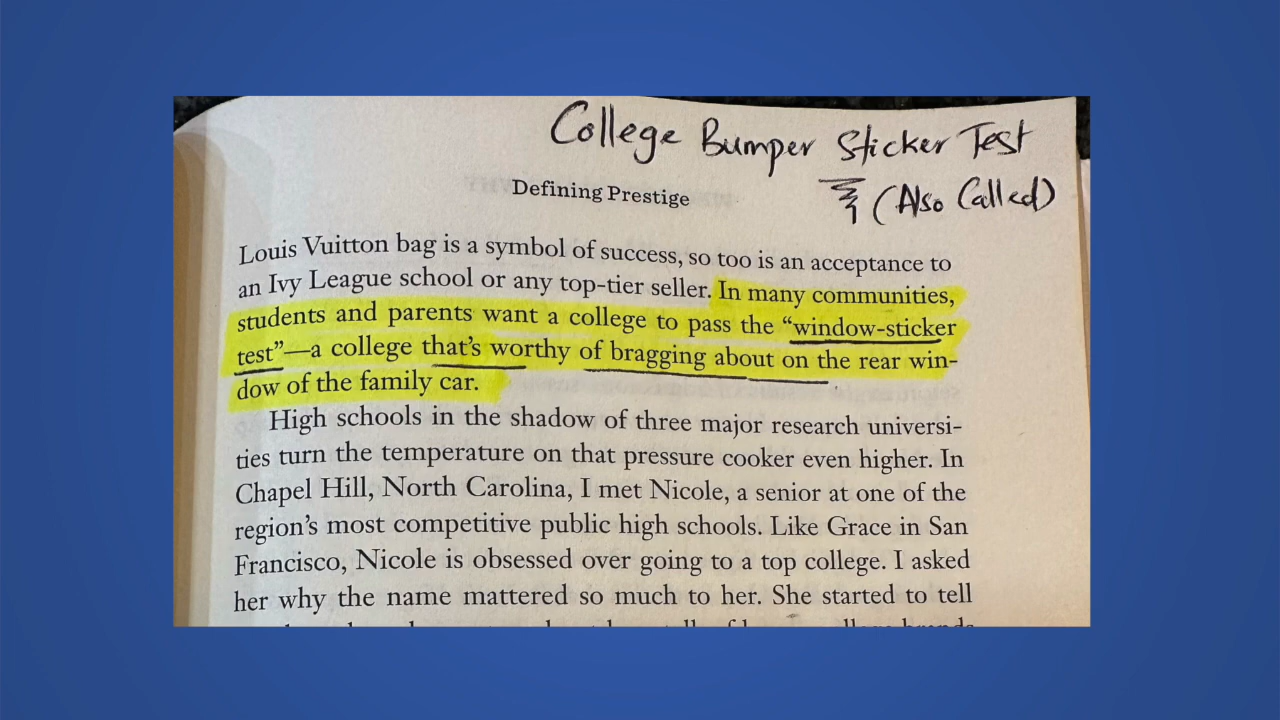 College Bumper Sticker Test
(Also Called)
Defining Prestige
Louis Vuitton bag is a symbol of success, so too is an acceptance to
an Ivy League school or any top-tier seller. In many communities,
students and parents want a college to pass the “window-sticker
test”—a college that’s worthy of bragging about on the rear win-
dow of the family car.
High schools in the shadow of three major research universi-
ties turn the temperature on that pressure cooker even higher. In
Chapel Hill, North Carolina, I met Nicole, a senior at one of the
region’s most competitive public high schools. Like Grace in San
Francisco, Nicole is obsessed over going to a top college. I asked
her why the name mattered so much to her. She started to tell